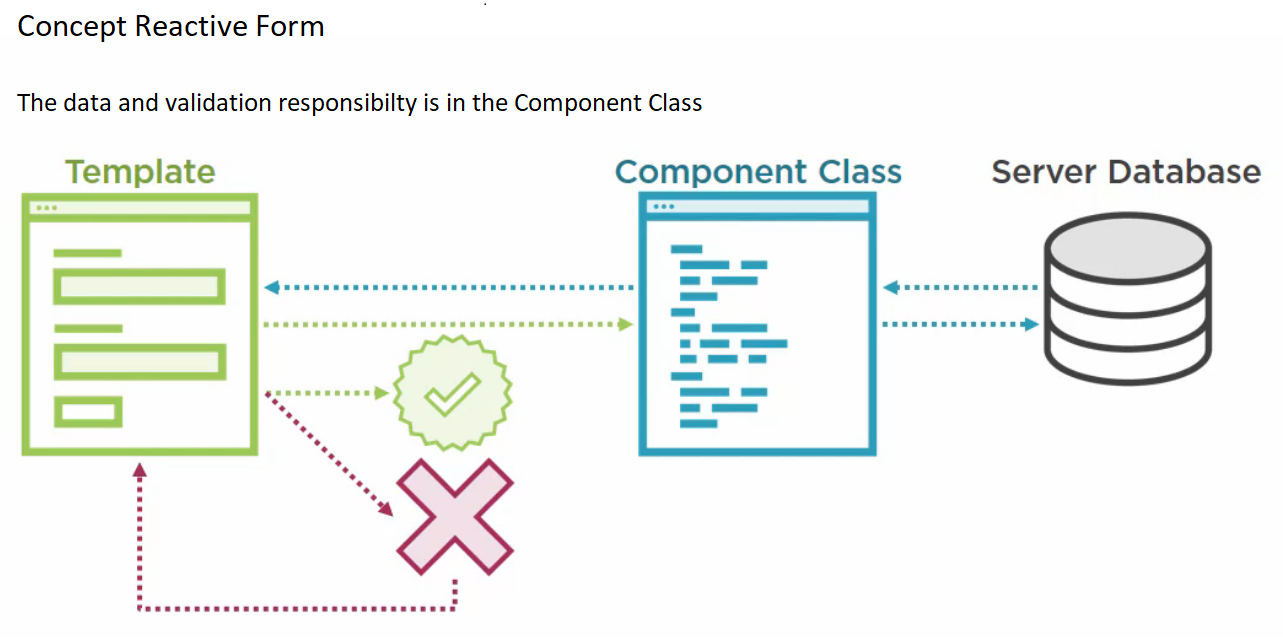 Concept Reactive Form
The data and validation responsibilty is in the Component Class
Template
Component Class
Server Database